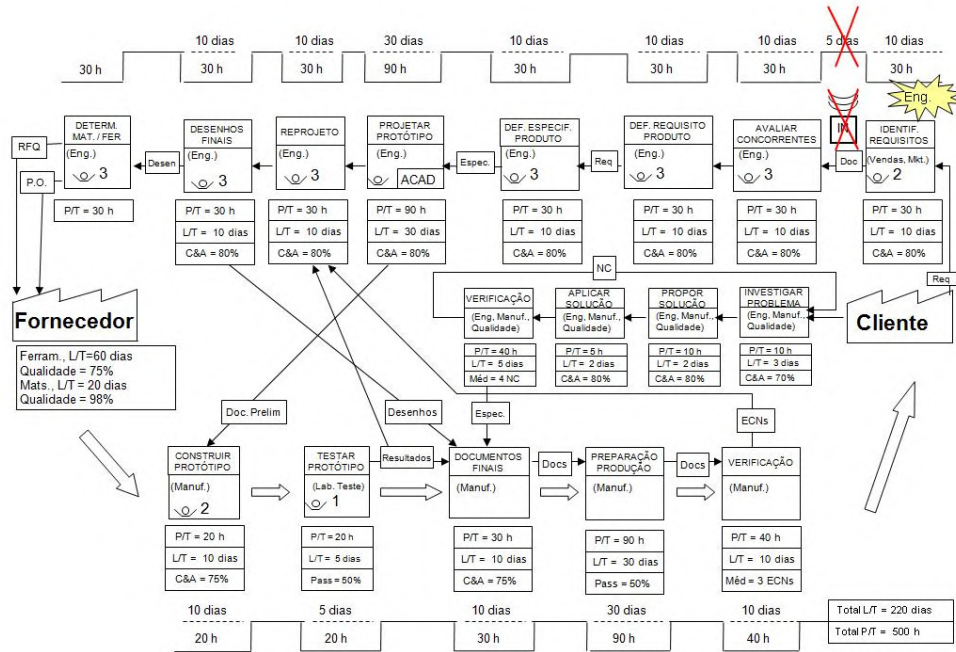 10 dias
10 dias
30 dias
10 dias
10 dias
10 dias
5 dias
10 dias
30 h
30 h
30 h
90 h
30 h
30 h
30 h
30 h
Eng.
RFQ
P.O.
DETERM.
MAT. / FER
(Eng.)
3
Desen
DESENHOS
FINAIS
(Eng.)
3
REPROJETO
(Eng.)
3
PROJETAR
PROTÓTIPO
(Eng.)
ACAD
Espec.
DEF. ESPECIF.
PRODUTO
(Eng.)
3
Req
DEF. REQUISITO
PRODUTO
(Eng.)
3
AVALIAR
CONCORRENTES
(Eng.)
3
IN
Doc
IDENTIF.
REQUISITOS
(Vendas, Mkt.)
2
P/T = 30 h
P/T = 30 h
L/T = 10 dias
C&A = 80%
P/T = 30 h
L/T = 10 dias
C&A = 80%
P/T = 90 h
L/T = 30 dias
C&A = 80%
P/T = 30 h
L/T = 10 dias
C&A = 80%
P/T = 30 h
L/T = 10 dias
C&A = 80%
P/T = 30 h
L/T = 10 dias
C&A = 80%
P/T = 30 h
L/T = 10 dias
C&A = 80%
NC
Req
Fornecedor
Ferram., L/T=60 dias
Qualidade = 75%
Mats., L/T = 20 dias
Qualidade = 98%
VERIFICAÇÃO
(Eng, Manuf.,
Qualidade)
APLICAR
SOLUÇÃO
(Eng, Manuf.,
Qualidade)
PROPOR
SOLUÇÃO
(Eng, Manuf.,
Qualidade)
INVESTIGAR
PROBLEMA
(Eng, Manuf.,
Qualidade)
Cliente
P/T = 40 h
L/T = 5 dias
Méd = 4 NC
P/T = 5 h
L/T = 2 dias
C&A = 80%
P/T = 10 h
L/T = 2 dias
C&A = 80%
P/T = 10 h
L/T = 3 dias
C&A = 70%
Doc. Prelim
Desenhos
Espec.
ECNs
CONSTRUIR
PROTÓTIPO
(Manuf.)
2
TESTAR
PROTÓTIPO
(Lab. Teste)
1
Resultados
DOCUMENTOS
FINAIS
(Manuf.)
Docs
PREPARAÇÃO
PRODUÇÃO
(Manuf.)
Docs
VERIFICAÇÃO
(Manuf.)
P/T = 20 h
L/T = 10 dias
C&A = 75%
P/T = 20 h
L/T = 5 dias
Pass = 50%
P/T = 30 h
L/T = 10 dias
C&A = 75%
P/T = 90 h
L/T = 30 dias
Pass = 50%
P/T = 40 h
L/T = 10 dias
Méd = 3 ECNs
10 dias
5 dias
10 dias
30 dias
10 dias
20 h
20 h
30 h
90 h
40 h
Total L/T = 220 dias
Total P/T = 500 h